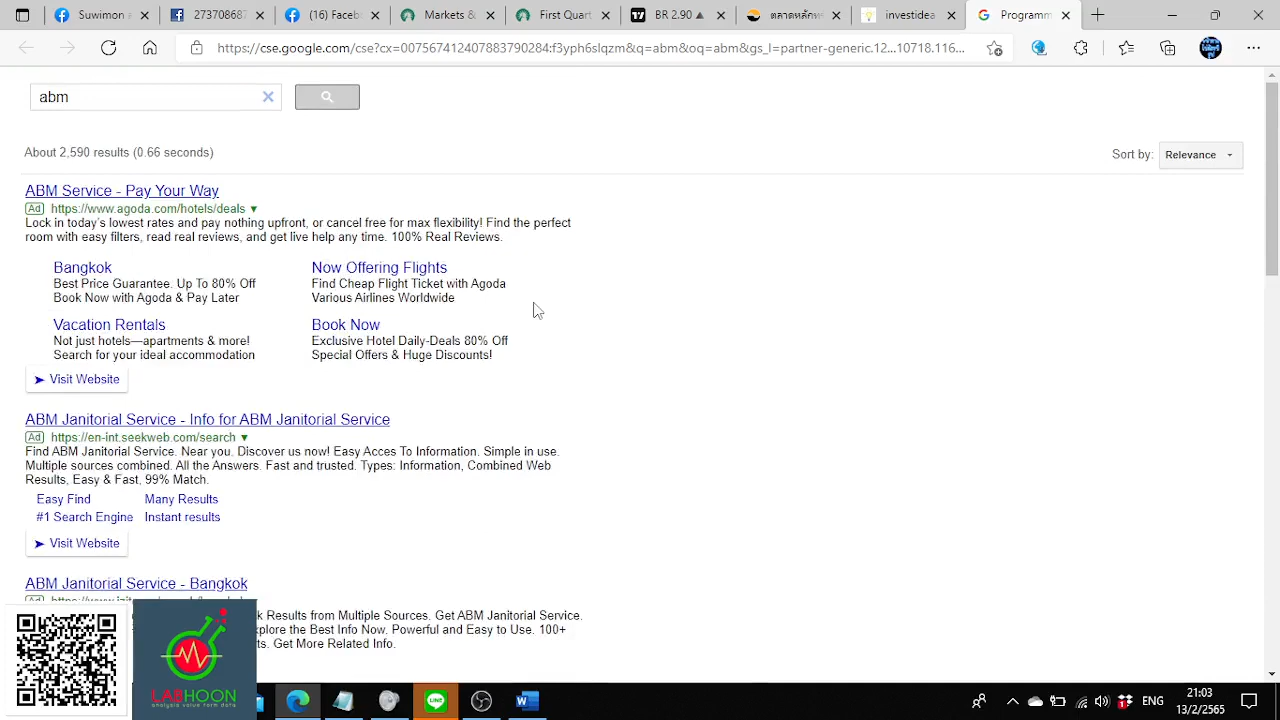 Suwimon
273708687
(16) Faceb
Markets &
First Quart
BR 2.90 ▲
investidea
Programm
https://cse.google.com/cse?cx=007567412407883790284:f3yph6slqzm&q=abm&oq=abm&gs_l=partner-generic.12...10718.116...
abm
About 2,590 results (0.66 seconds)
Sort by: Relevance
ABM Service - Pay Your Way
Ad https://www.agoda.com/hotels/deals ▼
Lock in today's lowest rates and pay nothing upfront, or cancel free for max flexibility! Find the perfect
room with easy filters, read real reviews, and get live help any time. 100% Real Reviews.
Bangkok
Best Price Guarantee. Up To 80% Off
Book Now with Agoda & Pay Later
Now Offering Flights
Find Cheap Flight Ticket with Agoda
Various Airlines Worldwide
Vacation Rentals
Not just hotels—apartments & more!
Search for your ideal accommodation
Book Now
Exclusive Hotel Daily-Deals 80% Off
Special Offers & Huge Discounts!
➤ Visit Website
ABM Janitorial Service - Info for ABM Janitorial Service
Ad https://en-int.seekweb.com/search ▼
Find ABM Janitorial Service. Near you. Discover us now! Easy Acces To Information. Simple in use.
Multiple sources combined. All the Answers. Fast and trusted. Types: Information, Combined Web
Results, Easy & Fast, 99% Match.
Easy Find
Many Results
#1 Search Engine
Instant results
➤ Visit Website
ABM Janitorial Service - Bangkok
k Results from Multiple Sources. Get ABM Janitorial Service.
xplore the Best Info Now. Powerful and Easy to Use. 100+
ts. Get More Related Info.
LABHOON
analysis value farm data
LINE
ENG
21:03
13/2/2565